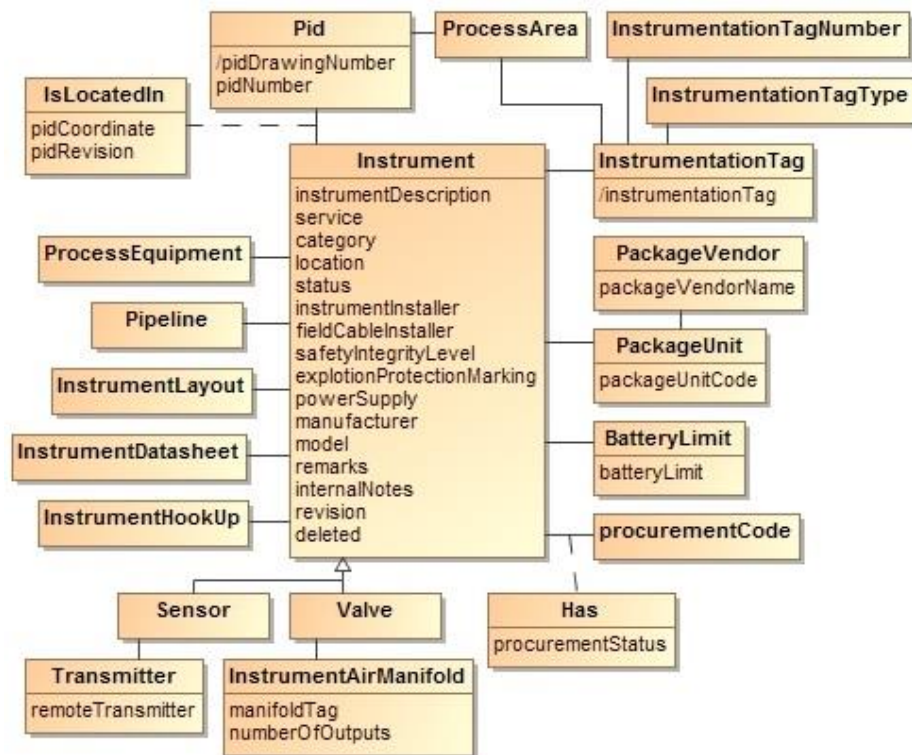 Pid
/pidDrawingNumber
pidNumber
ProcessArea
InstrumentationTagNumber
InstrumentationTagType
IsLocatedIn
pidCoordinate
pidRevision
Instrument
instrumentDescription
service
category
location
status
instrumentInstaller
fieldCableInstaller
safetyIntegrityLevel
explotionProtectionMarking
powerSupply
manufacturer
model
remarks
internalNotes
revision
deleted
InstrumentationTag
/instrumentationTag
ProcessEquipment
Pipeline
InstrumentLayout
InstrumentDatasheet
InstrumentHookUp
PackageVendor
packageVendorName
PackageUnit
packageUnitCode
BatteryLimit
batteryLimit
procurementCode
Sensor
Valve
Has
procurementStatus
Transmitter
remoteTransmitter
InstrumentAirManifold
manifoldTag
numberOfOutputs